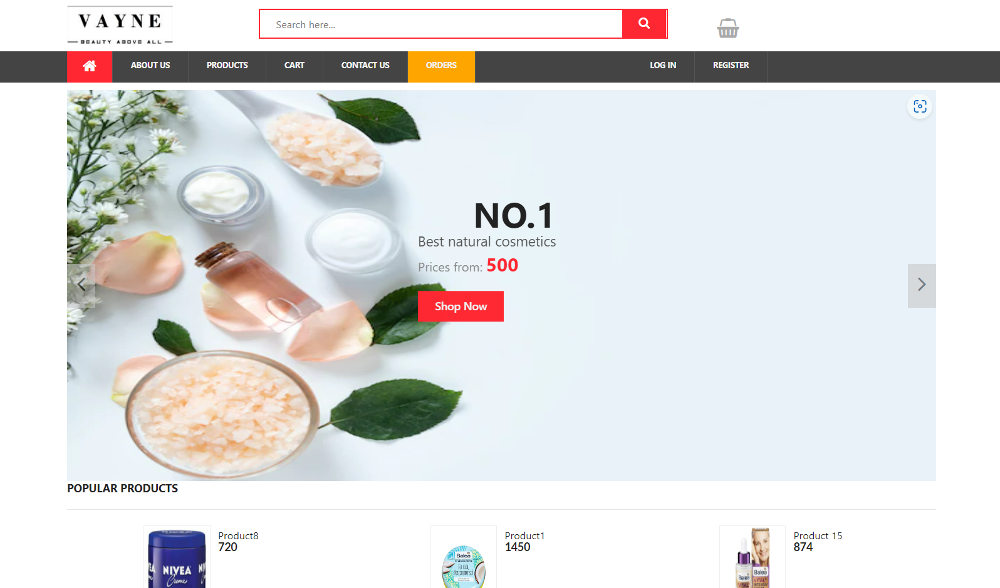 VAYNE
BEAUTY ABOVE ALL
Search here...
ABOUT US
PRODUCTS
CART
CONTACT US
ORDERS
LOG IN
REGISTER
NO.1
Best natural cosmetics
Prices from: 500
Shop Now
POPULAR PRODUCTS
Product8
720
NIVEA
Creme
Product1
1450
Balea
Product 15
874
Balea
VITAL+